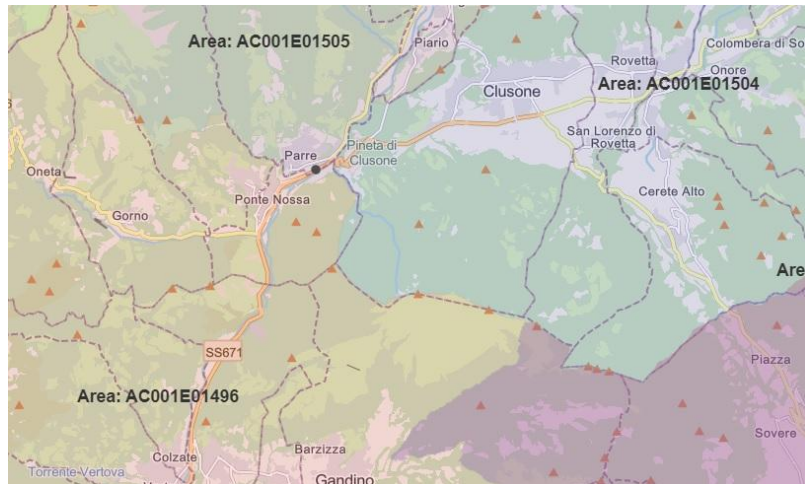 Area: AC001E01505
Piario
Colombera di So
Rovetta
Onore
Clusone
Area: AC001E01504
San Lorenzo di
Rovetta
Pineta di
Clusone
Parre
Oneta
Ponte Nossa
Cerete Alto
Gorno
Are
SS671
Piazza
Area: AC001E01496
Sovere
Colzate
Barzizza
Torrente Vertova
Gandino